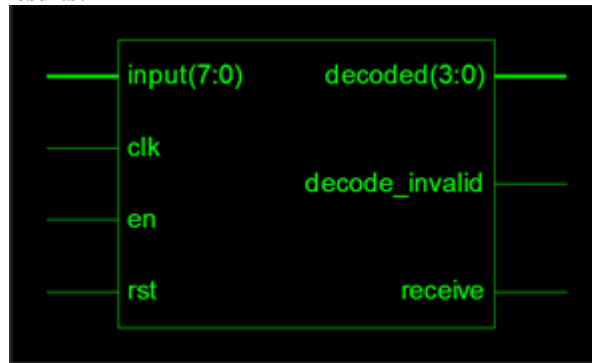 input(7:0) decoded(3:0)
clk
decode_invalid
en
rst receive